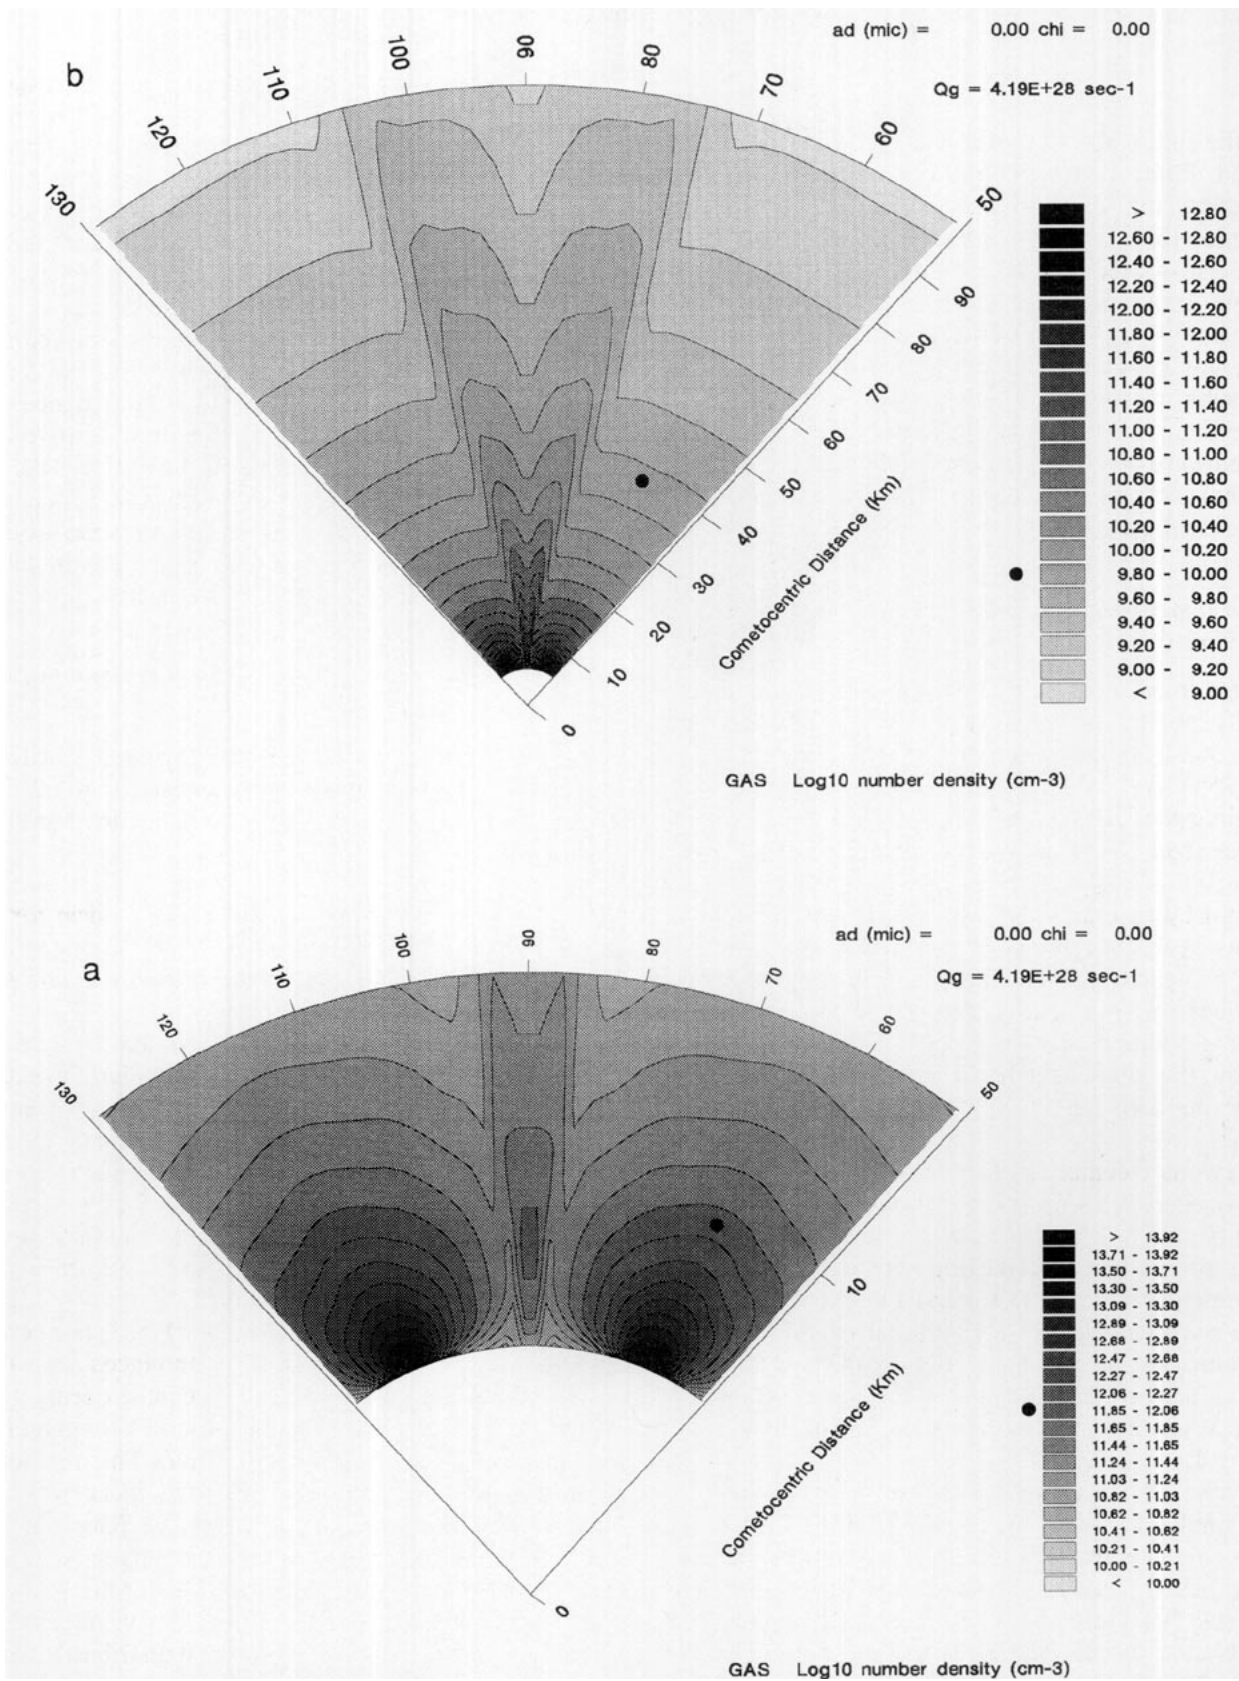 ad (mic) = 0.00 chi = 0.00
b
100
90
80
110
70
Qg = 4.19E+28 sec-1
120
60
130
50
> 12.80
12.60 - 12.80
12.40 - 12.60
12.20 - 12.40
12.00 - 12.20
11.80 - 12.00
11.60 - 11.80
11.40 - 11.60
11.20 - 11.40
11.00 - 11.20
10.80 - 11.00
10.60 - 10.80
10.40 - 10.60
10.20 - 10.40
10.00 - 10.20
9.80 - 10.00
9.60 - 9.80
9.40 - 9.60
9.20 - 9.40
9.00 - 9.20
< 9.00
90
80
70
60
50
40
30
20
10
0
Cometocentric Distance (Km)
GAS Log10 number density (cm-3)
ad (mic) = 0.00 chi = 0.00
a
100
90
80
110
70
Qg = 4.19E+28 sec-1
120
60
130
50
> 13.92
13.71 - 13.92
13.50 - 13.71
13.30 - 13.50
13.09 - 13.30
12.89 - 13.09
12.68 - 12.89
12.47 - 12.68
12.27 - 12.47
12.06 - 12.27
11.85 - 12.06
11.65 - 11.85
11.44 - 11.65
11.24 - 11.44
11.03 - 11.24
10.82 - 11.03
10.62 - 10.82
10.41 - 10.62
10.21 - 10.41
10.00 - 10.21
< 10.00
10
0
Cometocentric Distance (Km)
GAS Log10 number density (cm-3)